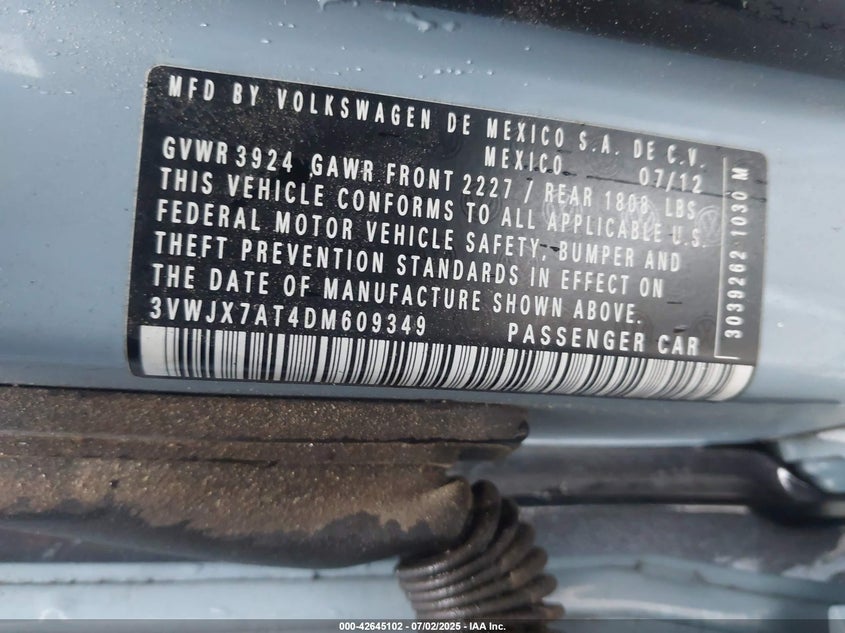 MFD BY VOLKSWAGEN DE MEXICO S.A. DE C.V.
MEXICO 07/12
GVWR 3924 GAWR FRONT 2227 / REAR 1808 LBS
THIS VEHICLE CONFORMS TO ALL APPLICABLE U.S.
FEDERAL MOTOR VEHICLE SAFETY, BUMPER AND
THEFT PREVENTION STANDARDS IN EFFECT ON
THE DATE OF MANUFACTURE SHOWN ABOVE.
3VWJX7AT4DM609349 PASSENGER CAR
3039262 1030 M
000-42645102 - 07/02/2025 - IAA Inc.